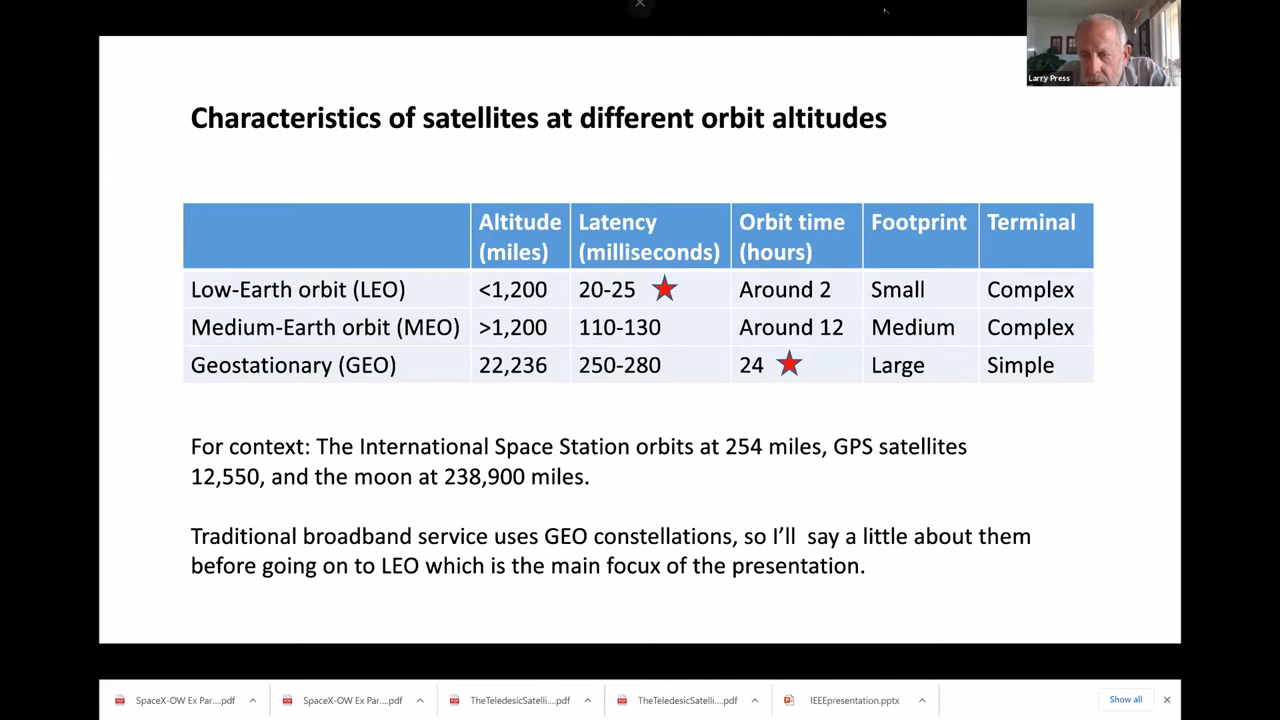 Larry Press
Characteristics of satellites at different orbit altitudes
Altitude (miles) Latency (milliseconds) Orbit time (hours) Footprint Terminal
Low-Earth orbit (LEO) <1,200 20-25 Around 2 Small Complex
Medium-Earth orbit (MEO) >1,200 110-130 Around 12 Medium Complex
Geostationary (GEO) 22,236 250-280 24 Large Simple
For context: The International Space Station orbits at 254 miles, GPS satellites
12,550, and the moon at 238,900 miles.
Traditional broadband service uses GEO constellations, so I'll say a little about them
before going on to LEO which is the main focux of the presentation.
SpaceX-OW Ex Par....pdf SpaceX-OW Ex Par....pdf TheTeledesicSatelli....pdf TheTeledesicSatelli....pdf IEEEpresentation.pptx Show all